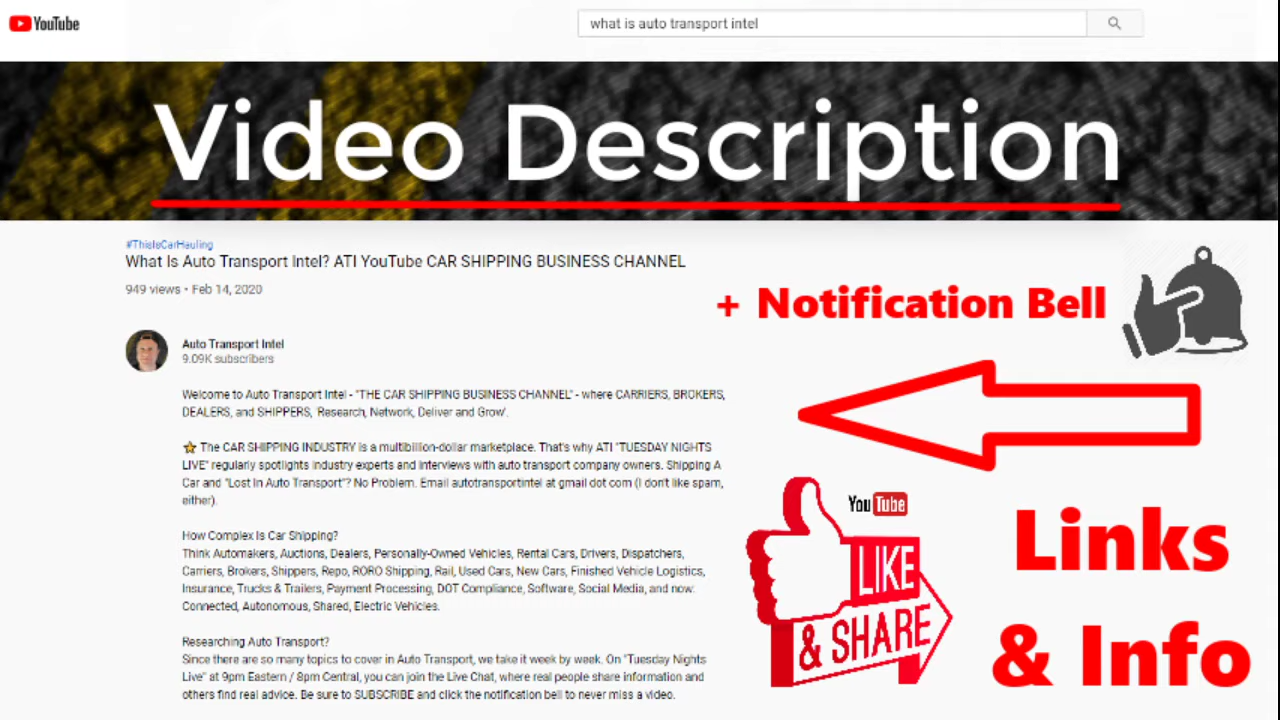 YouTube
what is auto transport intel
Video Description
#ThisIsCarHauling
What Is Auto Transport Intel? ATI YouTube CAR SHIPPING BUSINESS CHANNEL
949 views • Feb 14, 2020
+ Notification Bell
Auto Transport Intel
9.09K subscribers
Welcome to Auto Transport Intel - "THE CAR SHIPPING BUSINESS CHANNEL" - where CARRIERS, BROKERS,
DEALERS, and SHIPPERS, 'Research, Network, Deliver and Grow'.
⭐ The CAR SHIPPING INDUSTRY is a multibillion-dollar marketplace. That's why ATI "TUESDAY NIGHTS
LIVE" regularly spotlights industry experts and interviews with auto transport company owners. Shipping A
Car and "Lost In Auto Transport"? No Problem. Email autotransportintel at gmail dot com (I don't like spam,
either).
How Complex Is Car Shipping?
Think Automakers, Auctions, Dealers, Personally-Owned Vehicles, Rental Cars, Drivers, Dispatchers,
Carriers, Brokers, Shippers, Repo, RORO Shipping, Rail, Used Cars, New Cars, Finished Vehicle Logistics,
Insurance, Trucks & Trailers, Payment Processing, DOT Compliance, Software, Social Media, and now:
Connected, Autonomous, Shared, Electric Vehicles.
Researching Auto Transport?
Since there are so many topics to cover in Auto Transport, we take it week by week. On "Tuesday Nights
Live" at 9pm Eastern / 8pm Central, you can join the Live Chat, where real people share information and
others find real advice. Be sure to SUBSCRIBE and click the notification bell to never miss a video.
YouTube
LIKE
& SHARE
Links
& Info